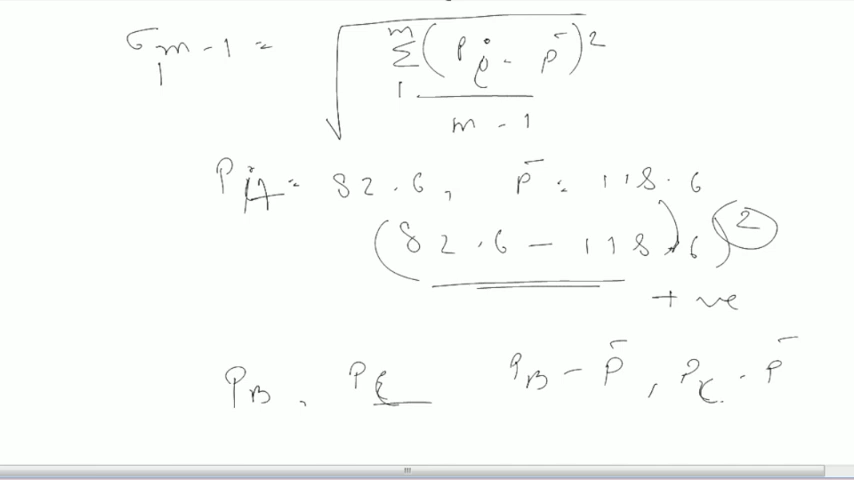 σm-1 = √ Σ (Pi - P̄)²
m
1
m - 1
PA = 82.6, P̄ = 118.6
(82.6 - 118.6)²
+ ve
PB, PC PB - P̄, PC - P̄